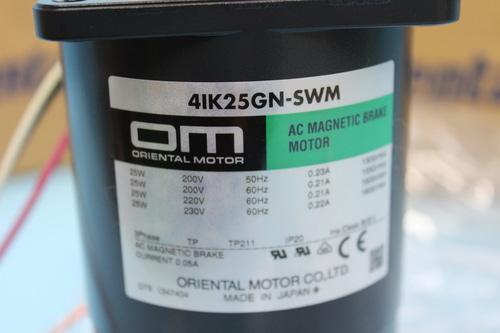 4IK25GN-SWM
om
ORIENTAL MOTOR
AC MAGNETIC BRAKE
MOTOR
25W 200V 50Hz 0.23A
25W 200V 60Hz 0.21A
25W 220V 60Hz 0.21A
25W 230V 60Hz 0.22A
3Phase TP TP211 IP20
AC MAGNETIC BRAKE
CURRENT 0.05A
CE
ORIENTAL MOTOR CO.,LTD.
MADE IN JAPAN